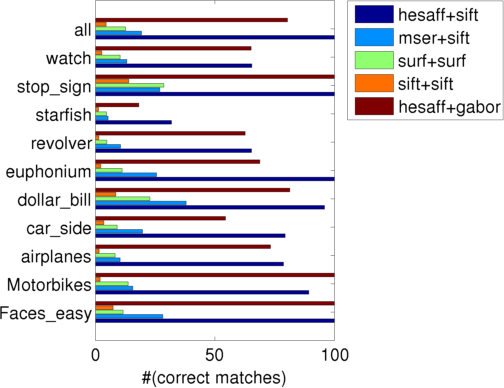 all
watch
stop_sign
starfish
revolver
euphonium
dollar_bill
car_side
airplanes
Motorbikes
Faces_easy
0 50 100
#(correct matches)
hesaff+sift
mser+sift
surf+surf
sift+sift
hesaff+gabor